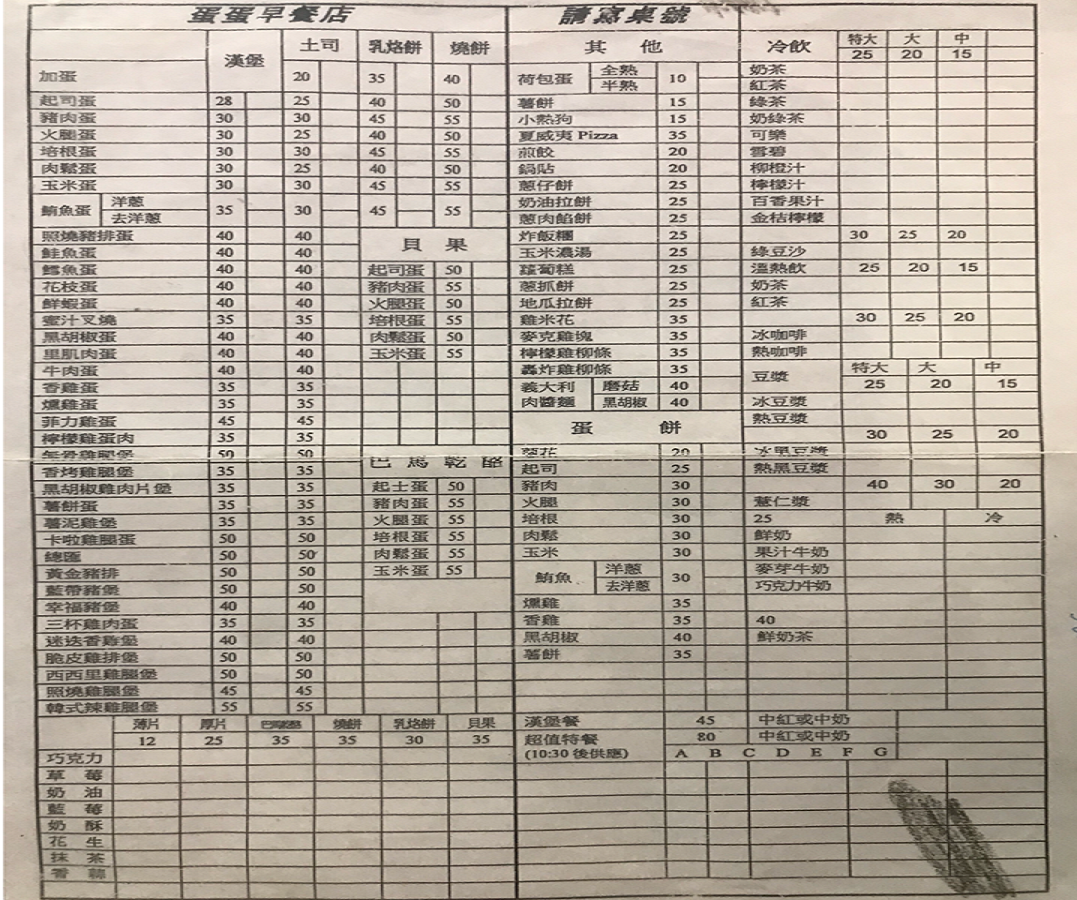 蛋蛋早餐店 請寫桌號
漢堡 土司 乳烙餅 燒餅
加蛋 20 35 40
起司蛋 28 25 40 50
豬肉蛋 30 30 45 55
火腿蛋 30 25 40 50
培根蛋 30 30 45 55
肉鬆蛋 30 25 40 50
玉米蛋 30 30 45 55
鮪魚蛋 洋蔥 去洋蔥 35 30 45 55
照燒豬排蛋 40 40
鮭魚蛋 40 40
鱈魚蛋 40 40
花枝蛋 40 40
鮮蝦蛋 40 40
蜜汁叉燒 35 35
黑胡椒蛋 40 40
里肌肉蛋 40 40
牛肉蛋 40 40
香雞蛋 35 35
燻雞蛋 35 35
菲力雞蛋 45 45
檸檬雞蛋肉 35 35
無骨雞腿堡 50 50
香烤雞腿堡 35 35
黑胡椒雞肉片堡 35 35
薯餅蛋 35 35
薯泥雞堡 35 35
卡啦雞腿蛋 50 50
總匯 50 50
黃金豬排 50 50
藍帶豬堡 50 50
幸福豬堡 40 40
三杯雞肉蛋 35 35
迷迭香雞堡 40 40
脆皮雞排堡 50 50
西西里雞腿堡 50 50
照燒雞腿堡 45 45
韓式辣雞腿堡 55 55
貝果
起司蛋 50
豬肉蛋 55
火腿蛋 50
培根蛋 55
肉鬆蛋 50
玉米蛋 55
巴馬乾酪
起士蛋 50
豬肉蛋 55
火腿蛋 55
培根蛋 55
肉鬆蛋 55
玉米蛋 55
薄片 厚片 燒餅 乳烙餅 貝果
12 25 35 35 30 35
巧克力
草莓
奶油
藍莓
奶酥
花生
抹茶
香蒜
其他
荷包蛋 全熟 半熟 10
薯餅 15
小熱狗 15
夏威夷 Pizza 35
煎餃 20
鍋貼 20
蔥仔餅 25
奶油拉餅 25
蔥肉餡餅 25
炸飯糰 25
玉米濃湯 25
蘿蔔糕 25
蔥抓餅 25
地瓜拉餅 25
雞米花 35
麥克雞塊 35
檸檬雞柳條 35
轟炸雞柳條 35
義大利 蘑菇 40
肉醬麵 黑胡椒 40
蛋餅
蔥花 20
起司 25
豬肉 30
火腿 30
培根 30
肉鬆 30
玉米 30
鮪魚 洋蔥 去洋蔥 30
燻雞 35
香雞 35
黑胡椒 40
薯餅 35
冷飲 特大 大 中
25 20 15
奶茶
紅茶
綠茶
奶綠茶
可樂
雪碧
柳橙汁
檸檬汁
百香果汁
金桔檸檬
30 25 20
綠豆沙
溫熱飲 25 20 15
奶茶
紅茶
30 25 20
冰咖啡
熱咖啡
豆漿 特大 大 中
25 20 15
冰豆漿
熱豆漿
30 25 20
冰黑豆漿
熱黑豆漿
40 30 20
薏仁漿
25 熱 冷
鮮奶
果汁牛奶
麥芽牛奶
巧克力牛奶
40
鮮奶茶
漢堡餐 45 中紅或中奶
超值特餐 80 中紅或中奶
(10:30 後供應) A B C D E F G